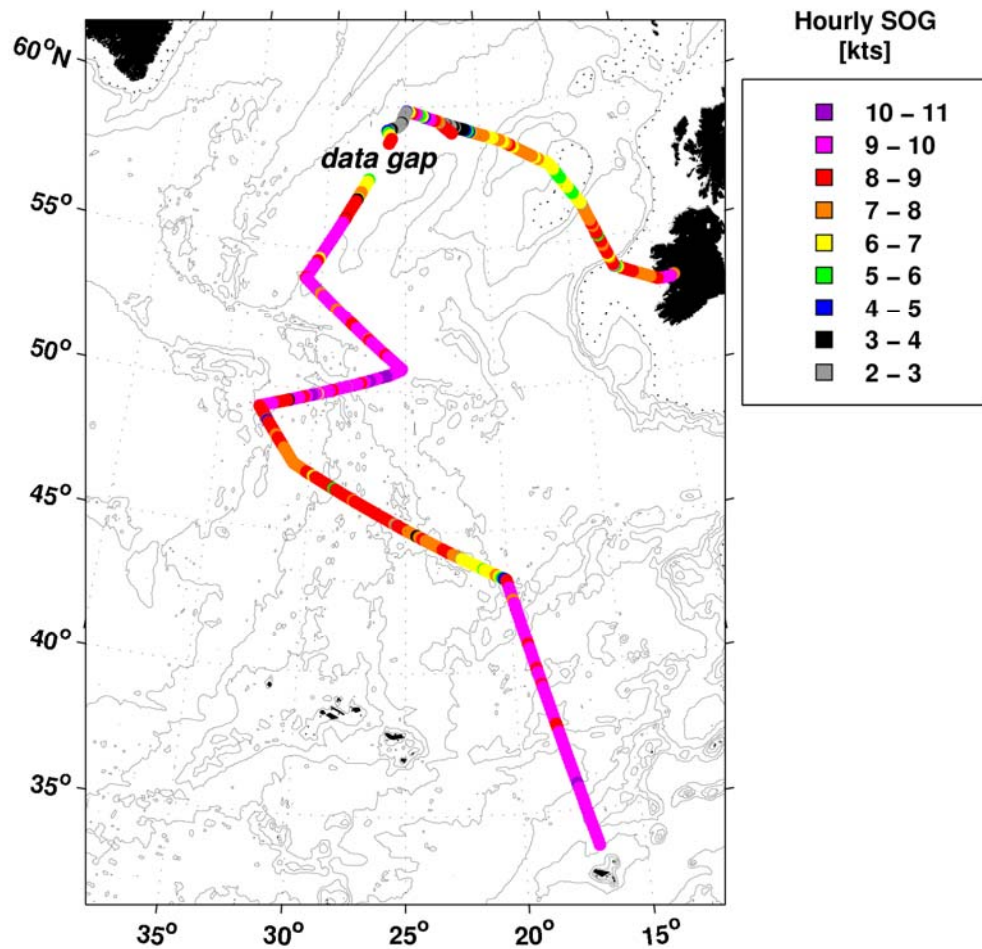 Hourly SOG
[kts]
10 – 11
9 – 10
8 – 9
7 – 8
6 – 7
5 – 6
4 – 5
3 – 4
2 – 3
60°N
data gap
55°
50°
45°
40°
35°
35° 30° 25° 20° 15°